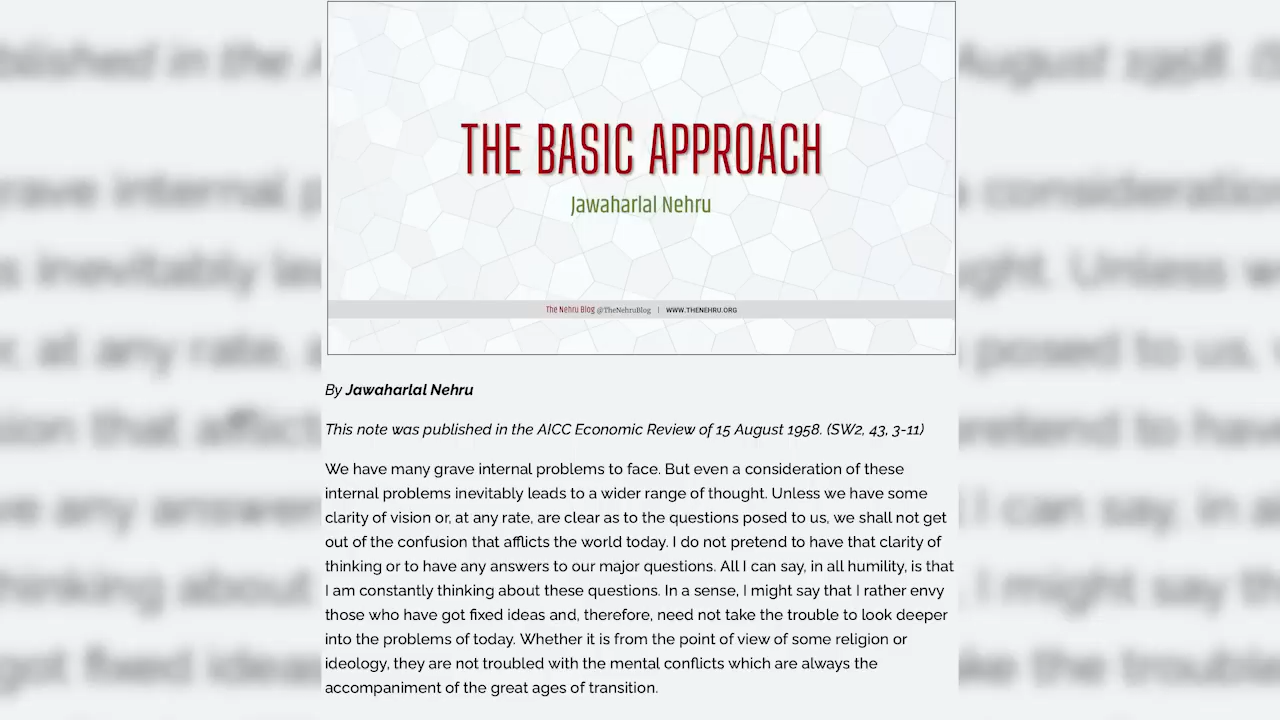 THE BASIC APPROACH
Jawaharlal Nehru
The Nehru Blog @TheNehruBlog | WWW.THENEHRU.ORG
By Jawaharlal Nehru
This note was published in the AICC Economic Review of 15 August 1958. (SW2, 43, 3-11)
We have many grave internal problems to face. But even a consideration of these
internal problems inevitably leads to a wider range of thought. Unless we have some
clarity of vision or, at any rate, are clear as to the questions posed to us, we shall not get
out of the confusion that afflicts the world today. I do not pretend to have that clarity of
thinking or to have any answers to our major questions. All I can say, in all humility, is that
I am constantly thinking about these questions. In a sense, I might say that I rather envy
those who have got fixed ideas and, therefore, need not take the trouble to look deeper
into the problems of today. Whether it is from the point of view of some religion or
ideology, they are not troubled with the mental conflicts which are always the
accompaniment of the great ages of transition.